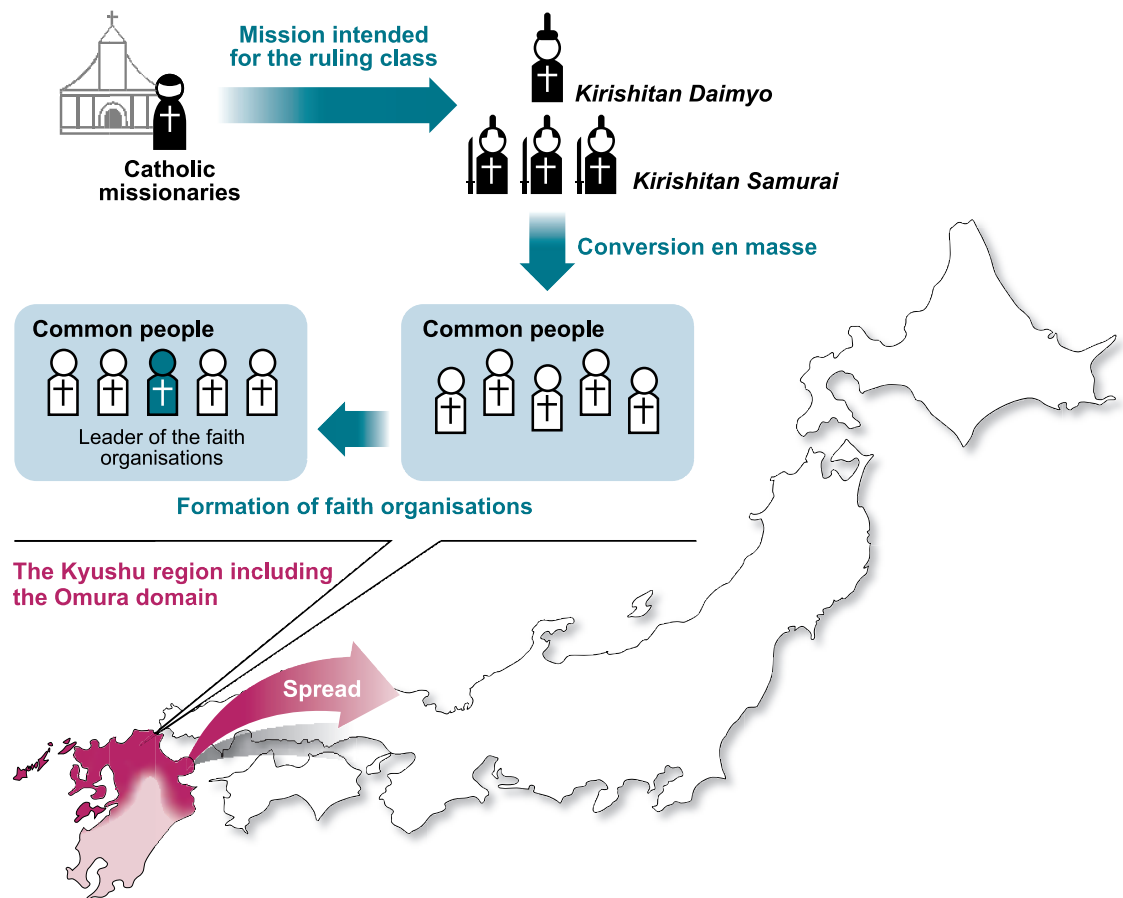 Mission intended
for the ruling class
Catholic
missionaries
Kirishitan Daimyo
Kirishitan Samurai
Conversion en masse
Common people
Common people
Leader of the faith
organisations
Formation of faith organisations
The Kyushu region including
the Omura domain
Spread